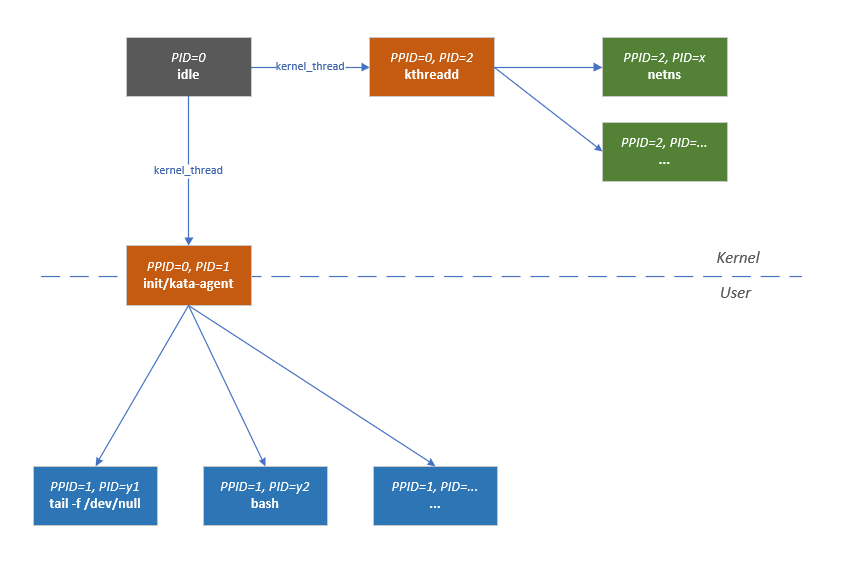 PID=0
idle
kernel_thread
PPID=0, PID=2
kthreadd
PPID=2, PID=x
netns
PPID=2, PID=...
...
kernel_thread
PPID=0, PID=1
init/kata-agent
Kernel
User
PPID=1, PID=y1
tail -f /dev/null
PPID=1, PID=y2
bash
PPID=1, PID=...
...